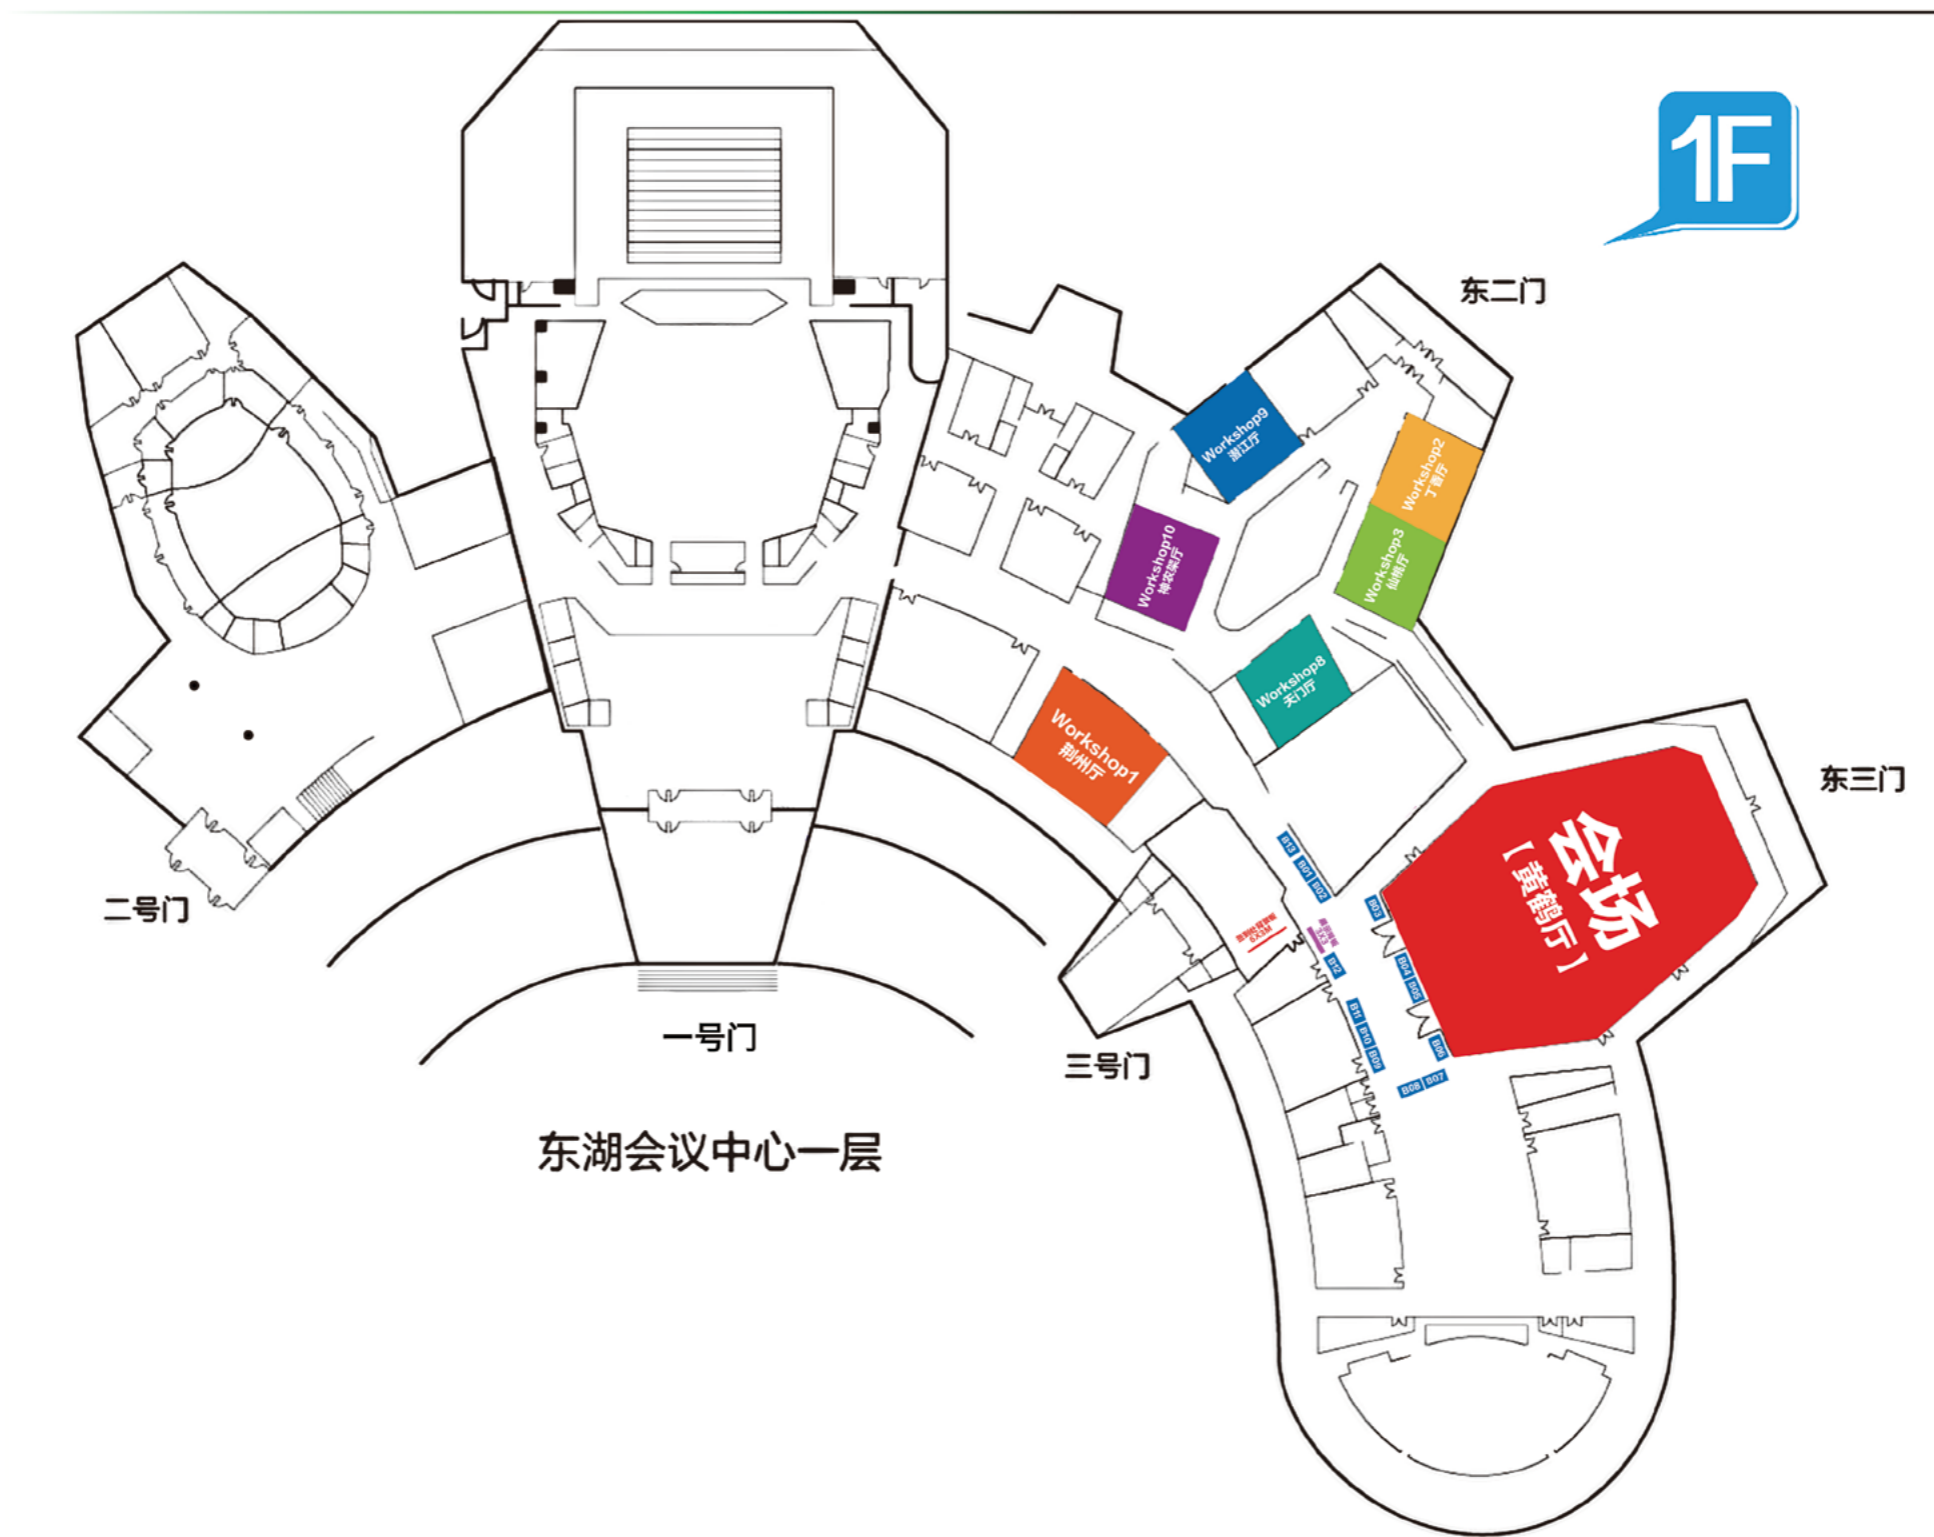 1F
东二门
Workshop9
潜江厅
Workshop2
丁香厅
Workshop10
神农架厅
Workshop3
仙桃厅
Workshop8
天门厅
Workshop1
荆州厅
东三门
会场
【黄鹤厅】
B13
B01
B02
B03
5X3M
3X3
B12
B04
B05
B11
B10
B09
B06
B08
B07
二号门
一号门
三号门
东湖会议中心一层